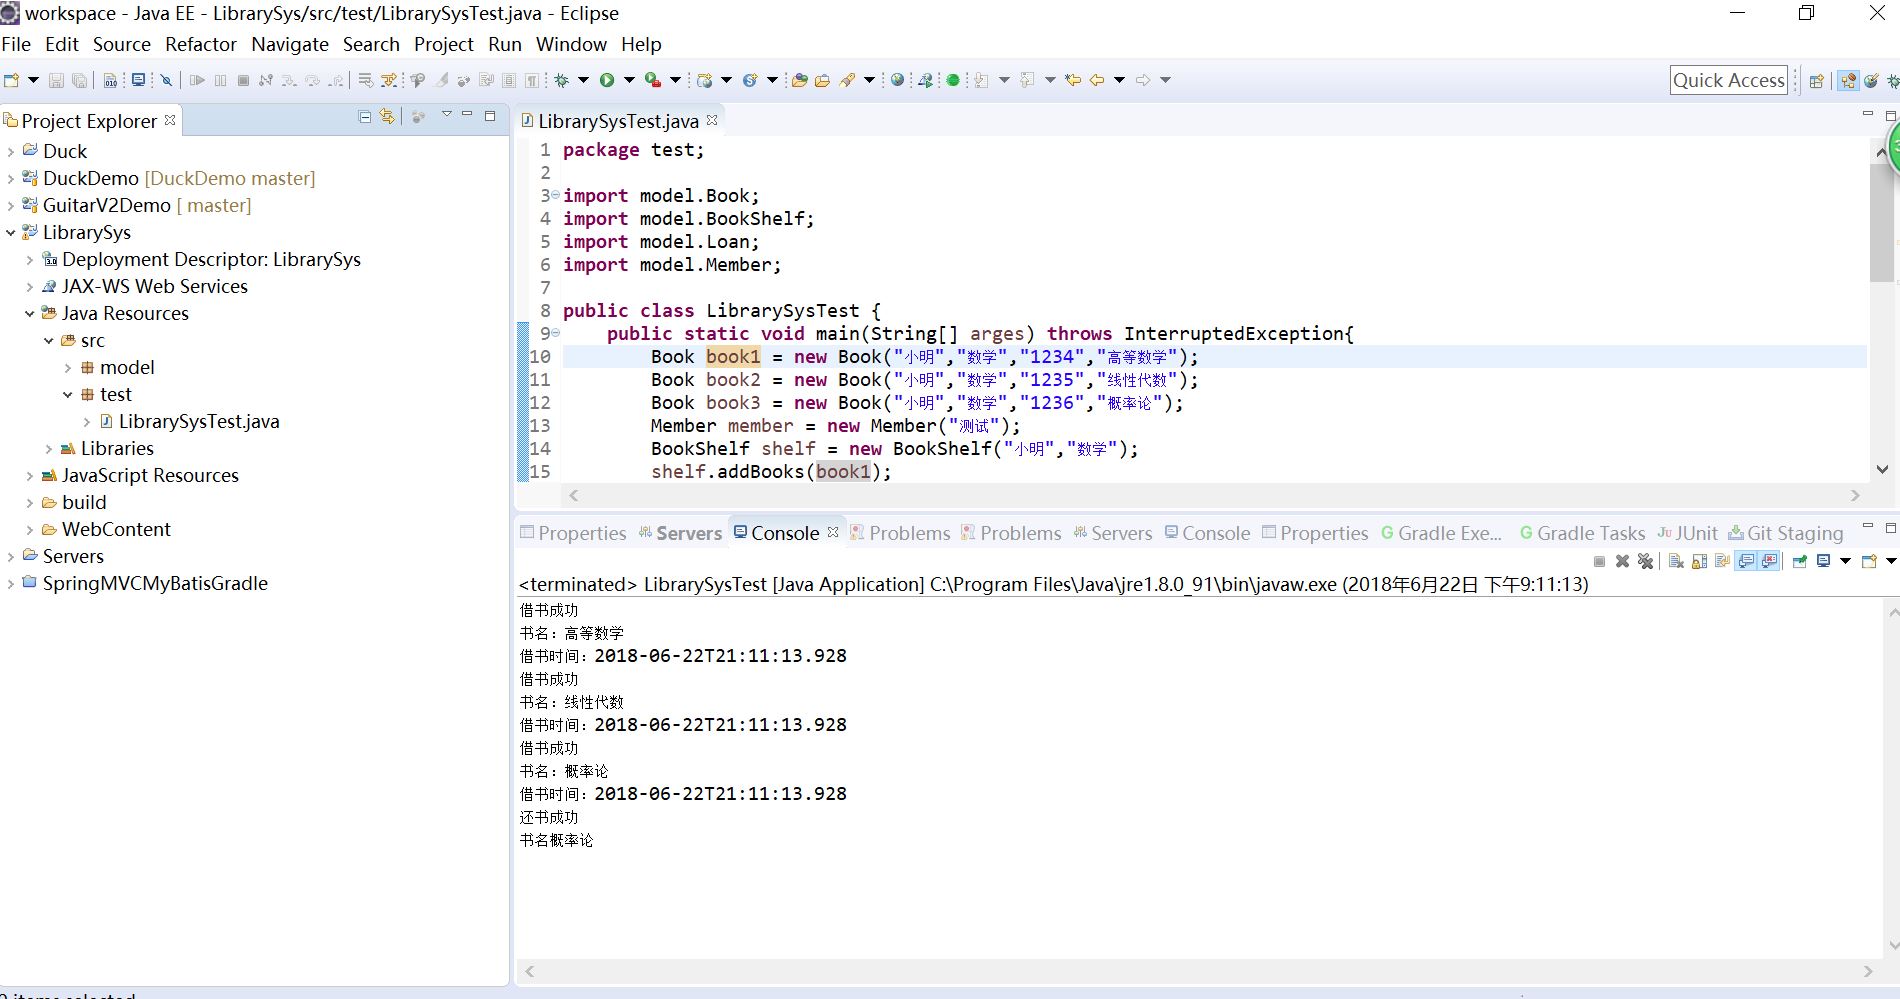 workspace - Java EE - LibrarySys/src/test/LibrarySysTest.java - Eclipse
File Edit Source Refactor Navigate Search Project Run Window Help
Quick Access
Project Explorer
Duck
DuckDemo [DuckDemo master]
GuitarV2Demo [ master]
LibrarySys
Deployment Descriptor: LibrarySys
JAX-WS Web Services
Java Resources
src
model
test
LibrarySysTest.java
Libraries
JavaScript Resources
build
WebContent
Servers
SpringMVCMyBatisGradle
LibrarySysTest.java
1 package test;
2
3 import model.Book;
4 import model.BookShelf;
5 import model.Loan;
6 import model.Member;
7
8 public class LibrarySysTest {
9 public static void main(String[] arges) throws InterruptedException{
10 Book book1 = new Book("小明","数学","1234","高等数学");
11 Book book2 = new Book("小明","数学","1235","线性代数");
12 Book book3 = new Book("小明","数学","1236","概率论");
13 Member member = new Member("测试");
14 BookShelf shelf = new BookShelf("小明","数学");
15 shelf.addBooks(book1);
Properties Servers Console Problems Problems Servers Console Properties Gradle Exe... Gradle Tasks JUnit Git Staging
<terminated> LibrarySysTest [Java Application] C:\Program Files\Java\jre1.8.0_91\bin\javaw.exe (2018年6月22日 下午9:11:13)
借书成功
书名：高等数学
借书时间：2018-06-22T21:11:13.928
借书成功
书名：线性代数
借书时间：2018-06-22T21:11:13.928
借书成功
书名：概率论
借书时间：2018-06-22T21:11:13.928
还书成功
书名概率论
items selected